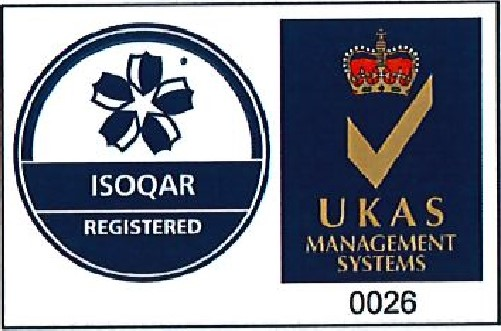 ISOQAR
REGISTERED
UKAS
MANAGEMENT
SYSTEMS
0026